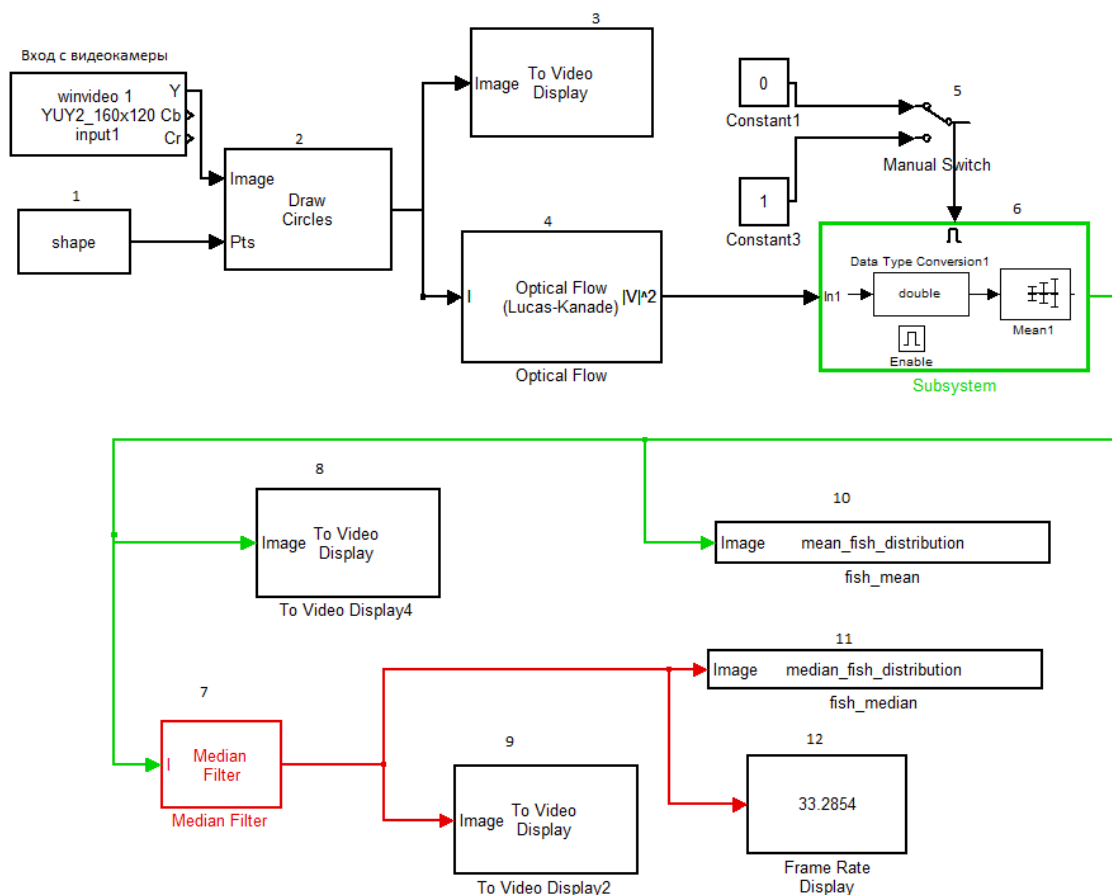 Вход с видеокамеры
winvideo 1
YUY2_160x120
input1
Y
Cb
Cr
1
shape
2
Image
Pts
Draw
Circles
3
Image
To Video
Display
4
I
Optical Flow
(Lucas-Kanade)
|V|^2
Optical Flow
0
Constant1
1
Constant3
5
Manual Switch
6
In1
Data Type Conversion1
double
Enable
Mean1
Subsystem
8
Image
To Video
Display
To Video Display4
10
Image
mean_fish_distribution
fish_mean
11
Image
median_fish_distribution
fish_median
7
I
Median
Filter
Median Filter
9
Image
To Video
Display
To Video Display2
12
33.2854
Frame Rate
Display